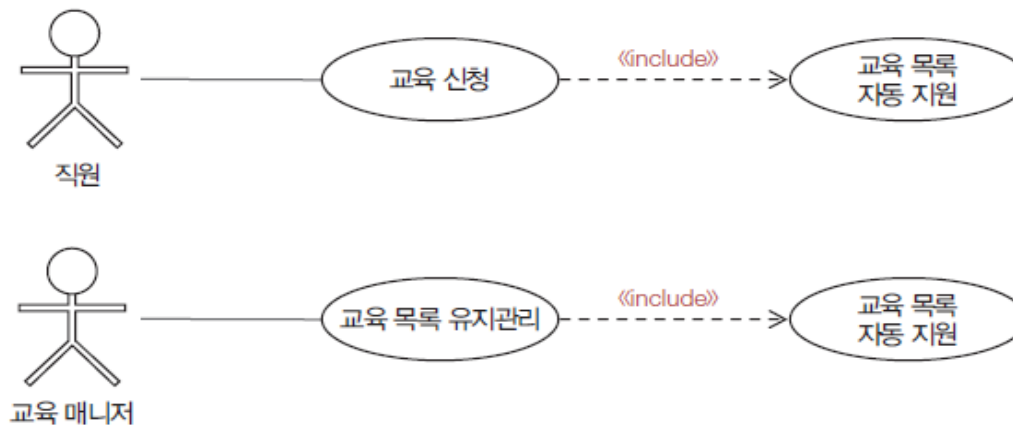 《include》
교육 신청
교육 목록
자동 지원
직원
《include》
교육 목록 유지관리
교육 목록
자동 지원
교육 매니저